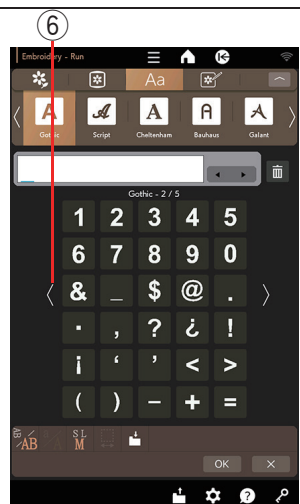 ⑥
Embroidery - Run
Aa
A A A A A
Gothic Script Cheltenham Bauhaus Galant
Gothic - 2 / 5
1 2 3 4 5
6 7 8 9 0
& _ $ @ .
· , ? ¿ !
¡ ‘ ’ < >
( ) – + =
AB SL M
OK ×
?